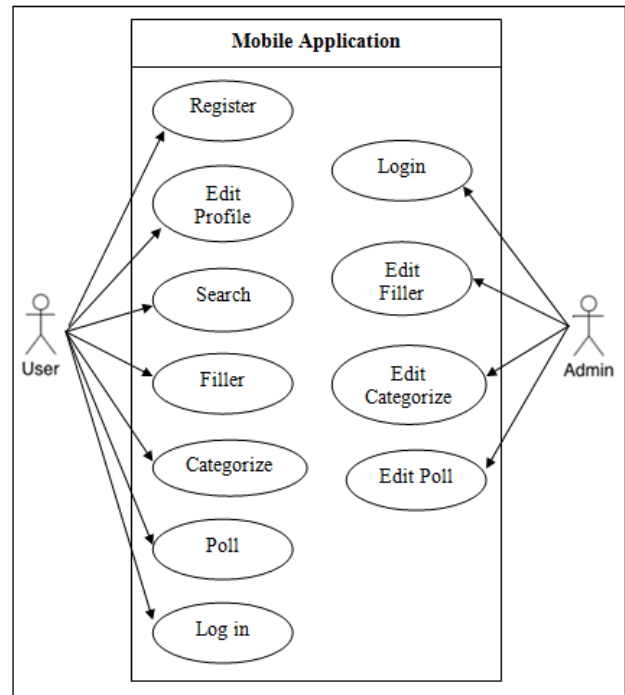 Mobile Application
Register
Edit
Profile
Search
Filler
Categorize
Poll
Log in
Login
Edit
Filler
Edit
Categorize
Edit Poll
User
Admin